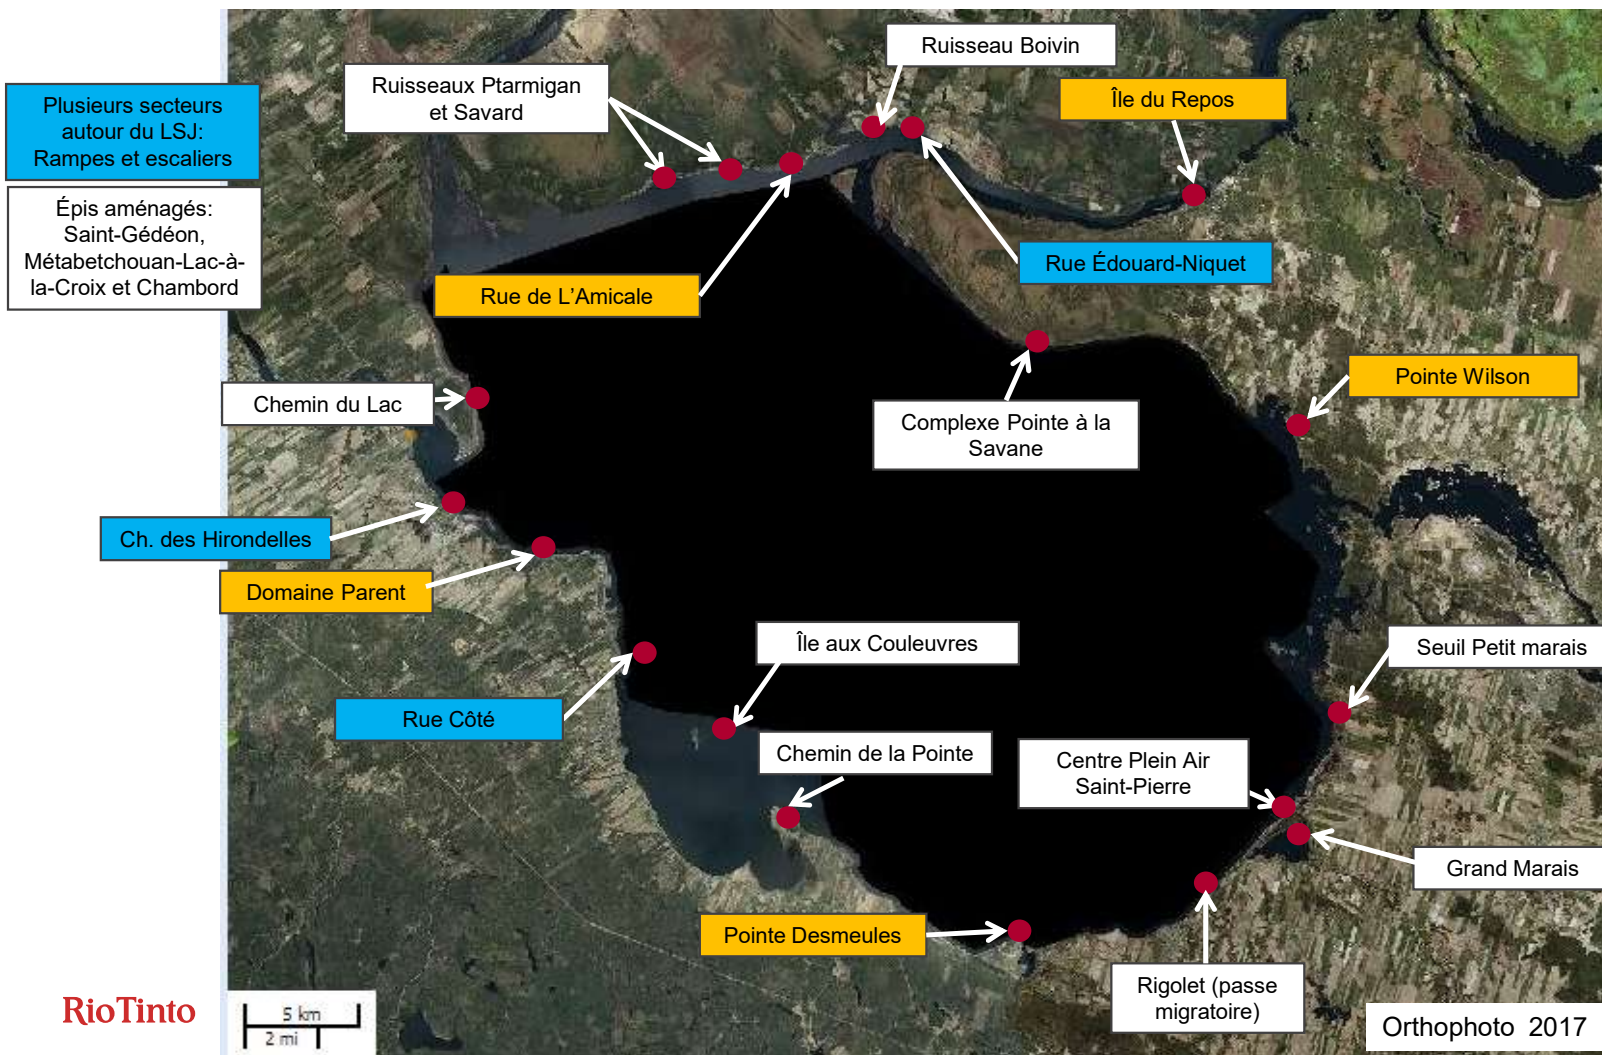 Ruisseau Boivin
Ruisseaux Ptarmigan
et Savard
Île du Repos
Plusieurs secteurs
autour du LSJ:
Rampes et escaliers
Épis aménagés:
Saint-Gédéon,
Métabetchouan-Lac-à-
la-Croix et Chambord
Rue Édouard-Niquet
Rue de L’Amicale
Pointe Wilson
Chemin du Lac
Complexe Pointe à la
Savane
Ch. des Hirondelles
Domaine Parent
Île aux Couleuvres
Seuil Petit marais
Rue Côté
Chemin de la Pointe
Centre Plein Air
Saint-Pierre
Grand Marais
Pointe Desmeules
Rigolet (passe
migratoire)
RioTinto
5 km
2 mi
Orthophoto 2017